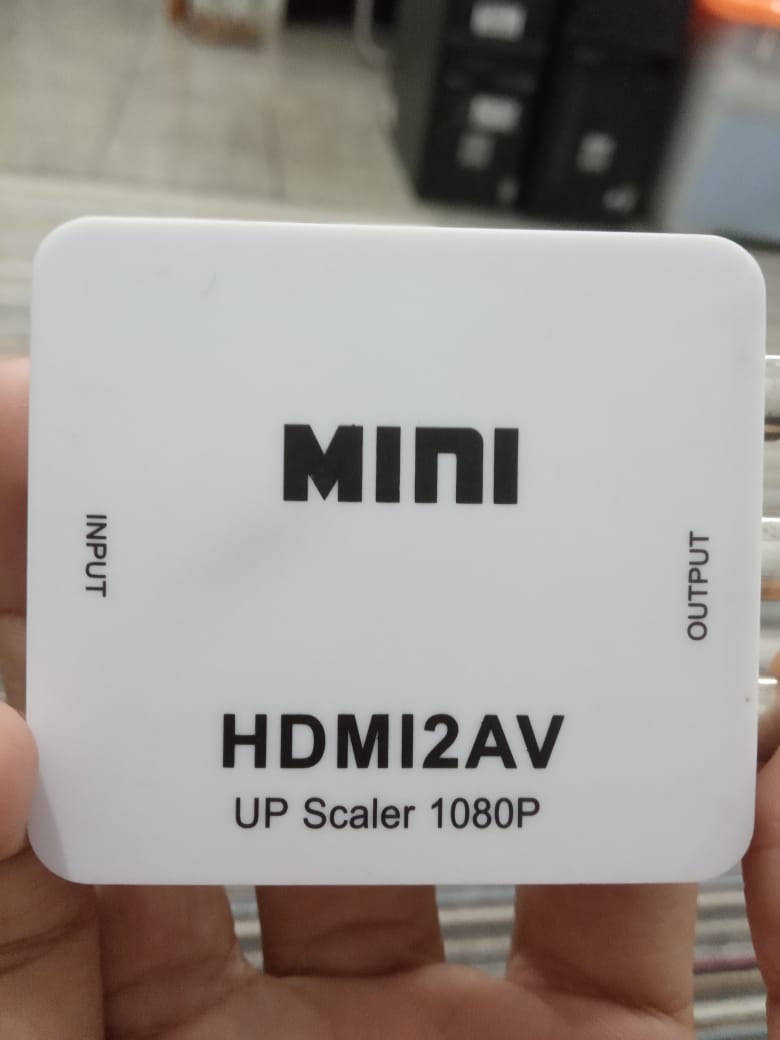 MINI
INPUT
OUTPUT
HDMI2AV
UP Scaler 1080P